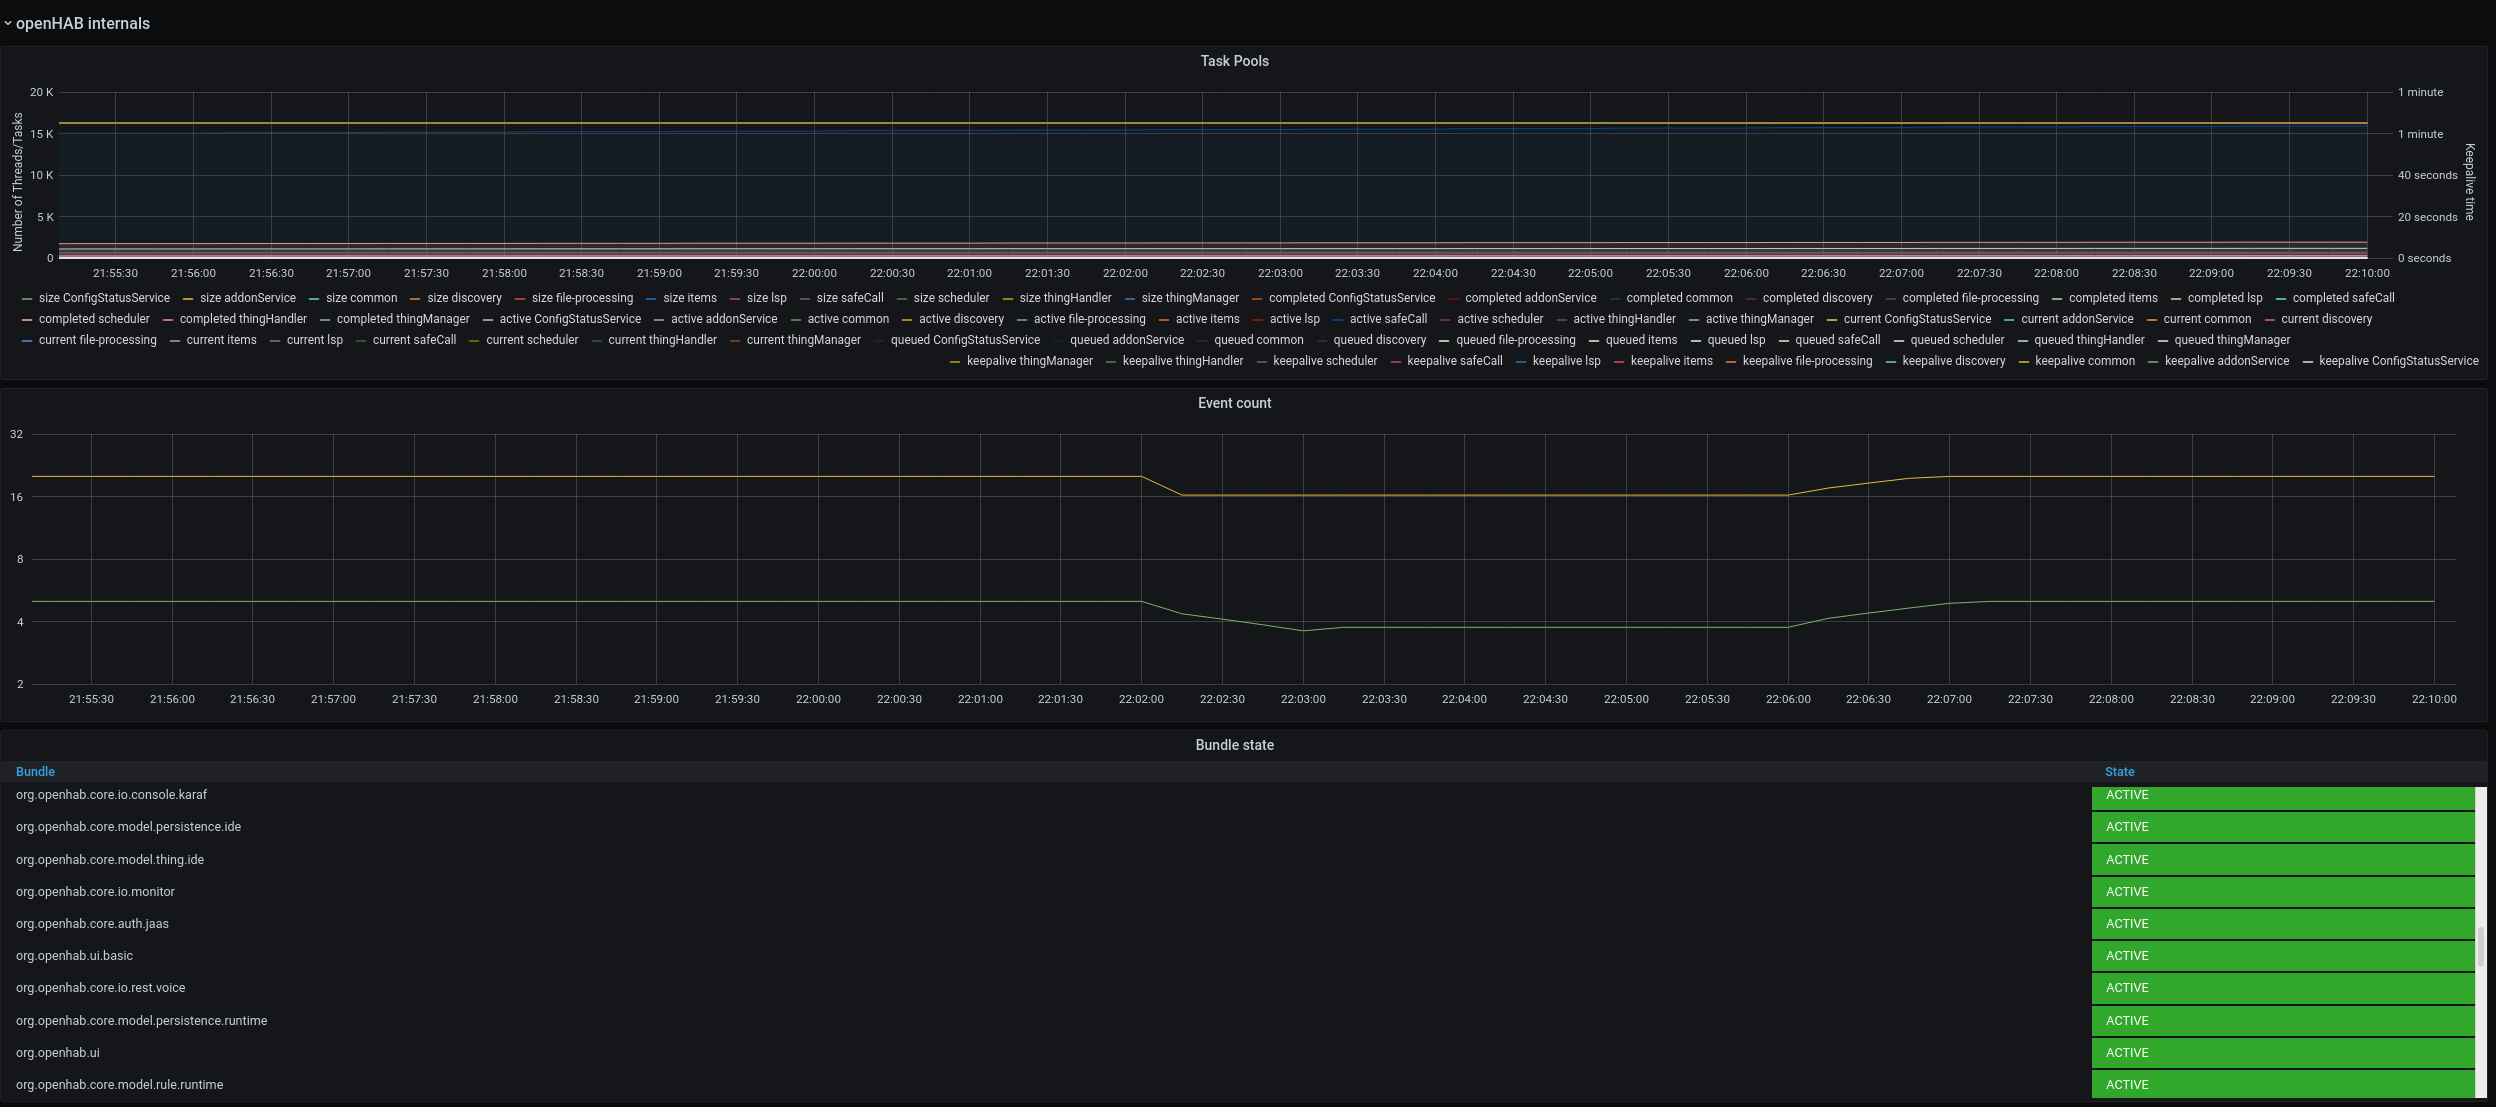 openHAB internals
Task Pools
20 K
15 K
10 K
5 K
0
Number of Threads/Tasks
1 minute
1 minute
40 seconds
20 seconds
0 seconds
Keepalive time
21:55:30 21:56:00 21:56:30 21:57:00 21:57:30 21:58:00 21:58:30 21:59:00 21:59:30 22:00:00 22:00:30 22:01:00 22:01:30 22:02:00 22:02:30 22:03:00 22:03:30 22:04:00 22:04:30 22:05:00 22:05:30 22:06:00 22:06:30 22:07:00 22:07:30 22:08:00 22:08:30 22:09:00 22:09:30 22:10:00
size ConfigStatusService size addonService size common size discovery size file-processing size items size lsp size safeCall size scheduler size thingHandler size thingManager completed ConfigStatusService completed addonService completed common completed discovery completed file-processing completed items completed lsp completed safeCall
completed scheduler completed thingHandler completed thingManager active ConfigStatusService active addonService active common active discovery active file-processing active items active lsp active safeCall active scheduler active thingHandler active thingManager current ConfigStatusService current addonService current common current discovery
current file-processing current items current lsp current safeCall current scheduler current thingHandler current thingManager queued ConfigStatusService queued addonService queued common queued discovery queued file-processing queued items queued lsp queued safeCall queued scheduler queued thingHandler queued thingManager
keepalive thingManager keepalive thingHandler keepalive scheduler keepalive safeCall keepalive lsp keepalive items keepalive file-processing keepalive discovery keepalive common keepalive addonService keepalive ConfigStatusService
Event count
32
16
8
4
2
21:55:30 21:56:00 21:56:30 21:57:00 21:57:30 21:58:00 21:58:30 21:59:00 21:59:30 22:00:00 22:00:30 22:01:00 22:01:30 22:02:00 22:02:30 22:03:00 22:03:30 22:04:00 22:04:30 22:05:00 22:05:30 22:06:00 22:06:30 22:07:00 22:07:30 22:08:00 22:08:30 22:09:00 22:09:30 22:10:00
Bundle state
Bundle State
org.openhab.core.io.console.karaf ACTIVE
org.openhab.core.model.persistence.ide ACTIVE
org.openhab.core.model.thing.ide ACTIVE
org.openhab.core.io.monitor ACTIVE
org.openhab.core.auth.jaas ACTIVE
org.openhab.ui.basic ACTIVE
org.openhab.core.io.rest.voice ACTIVE
org.openhab.core.model.persistence.runtime ACTIVE
org.openhab.ui ACTIVE
org.openhab.core.model.rule.runtime ACTIVE